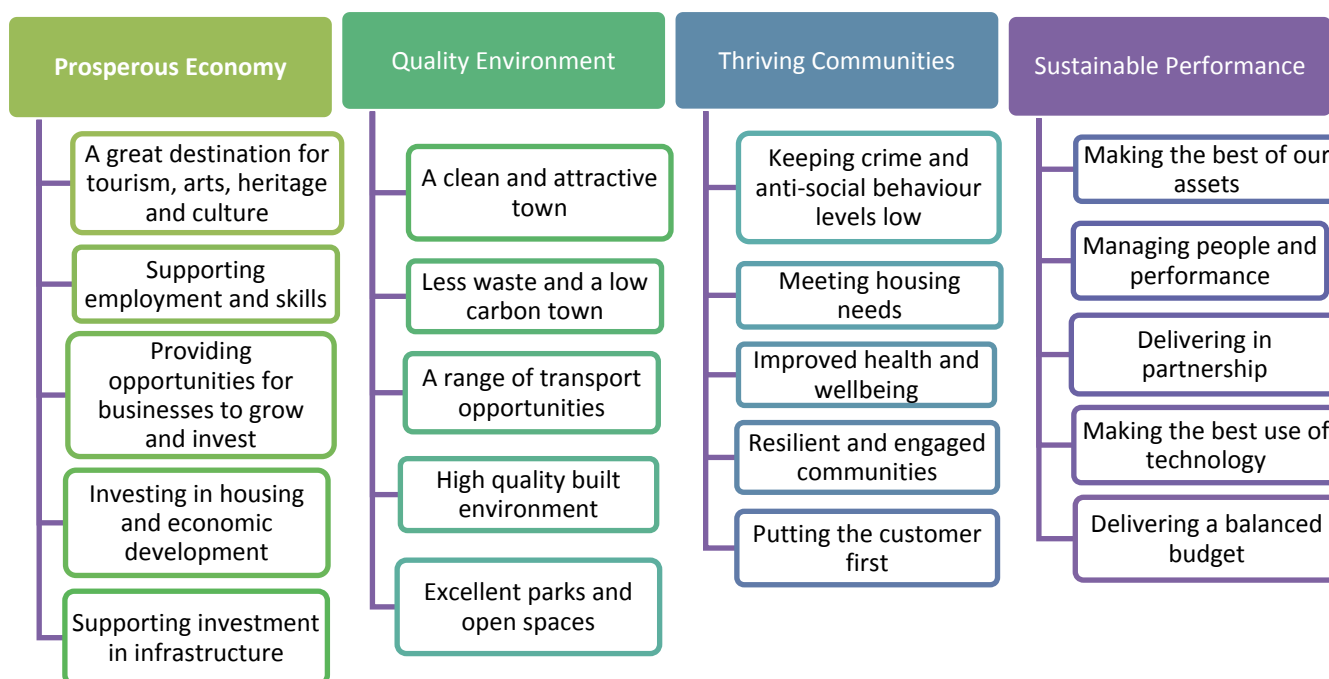 Prosperous Economy
A great destination for
tourism, arts, heritage
and culture
Supporting
employment and skills
Providing
opportunities for
businesses to grow
and invest
Investing in housing
and economic
development
Supporting investment
in infrastructure
Quality Environment
A clean and attractive
town
Less waste and a low
carbon town
A range of transport
opportunities
High quality built
environment
Excellent parks and
open spaces
Thriving Communities
Keeping crime and
anti-social behaviour
levels low
Meeting housing
needs
Improved health and
wellbeing
Resilient and engaged
communities
Putting the customer
first
Sustainable Performance
Making the best of our
assets
Managing people and
performance
Delivering in
partnership
Making the best use of
technology
Delivering a balanced
budget